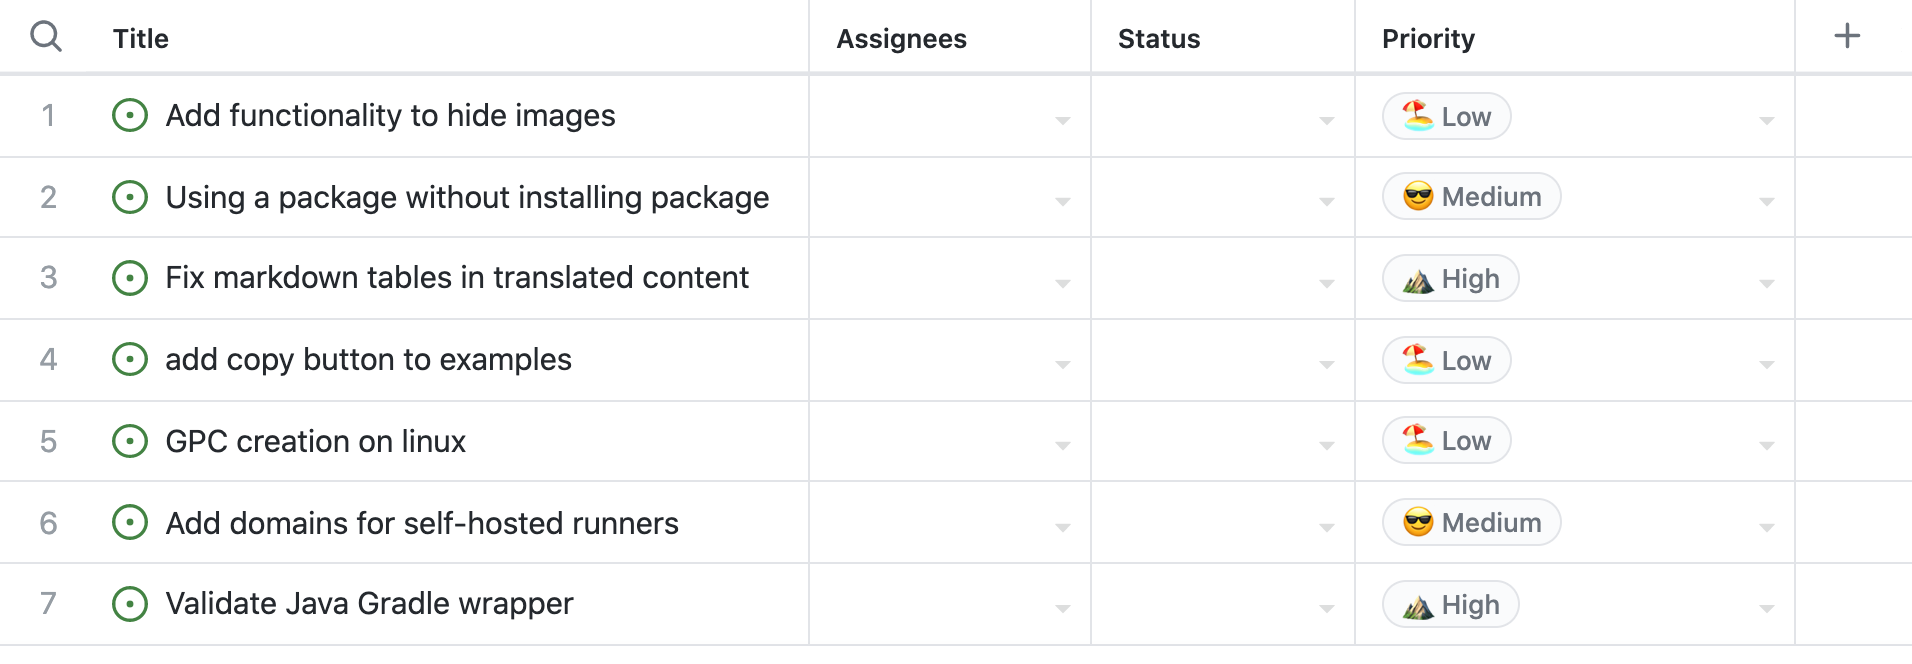 Title Assignees Status Priority
1 Add functionality to hide images 🏖️ Low
2 Using a package without installing package 😎 Medium
3 Fix markdown tables in translated content ⛰️ High
4 add copy button to examples 🏖️ Low
5 GPC creation on linux 🏖️ Low
6 Add domains for self-hosted runners 😎 Medium
7 Validate Java Gradle wrapper ⛰️ High